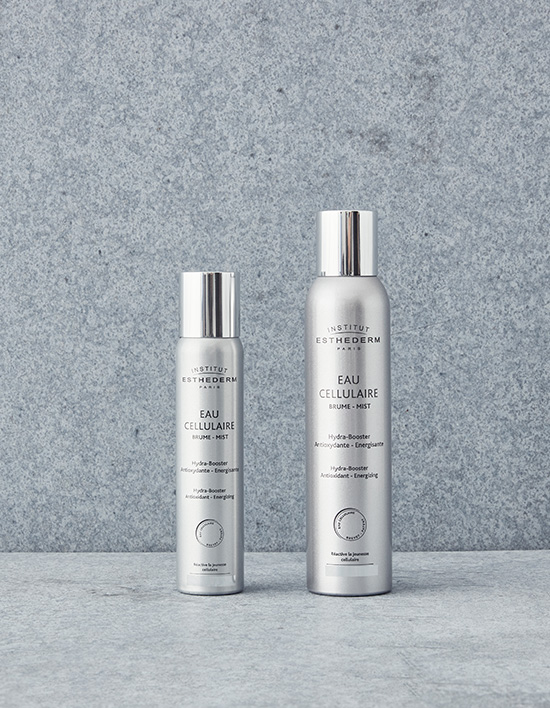 INSTITUT
ESTHEDERM
PARIS
EAU
CELLULAIRE
BRUME - MIST
Hydra-Booster
Antioxydante - Energisante
Hydra-Booster
Antioxidant - Energizing
Réactive la jeunesse
cellulaire
INSTITUT
ESTHEDERM
PARIS
EAU
CELLULAIRE
BRUME - MIST
Hydra-Booster
Antioxydante - Energisante
Hydra-Booster
Antioxidant - Energizing
Réactive la jeunesse
cellulaire